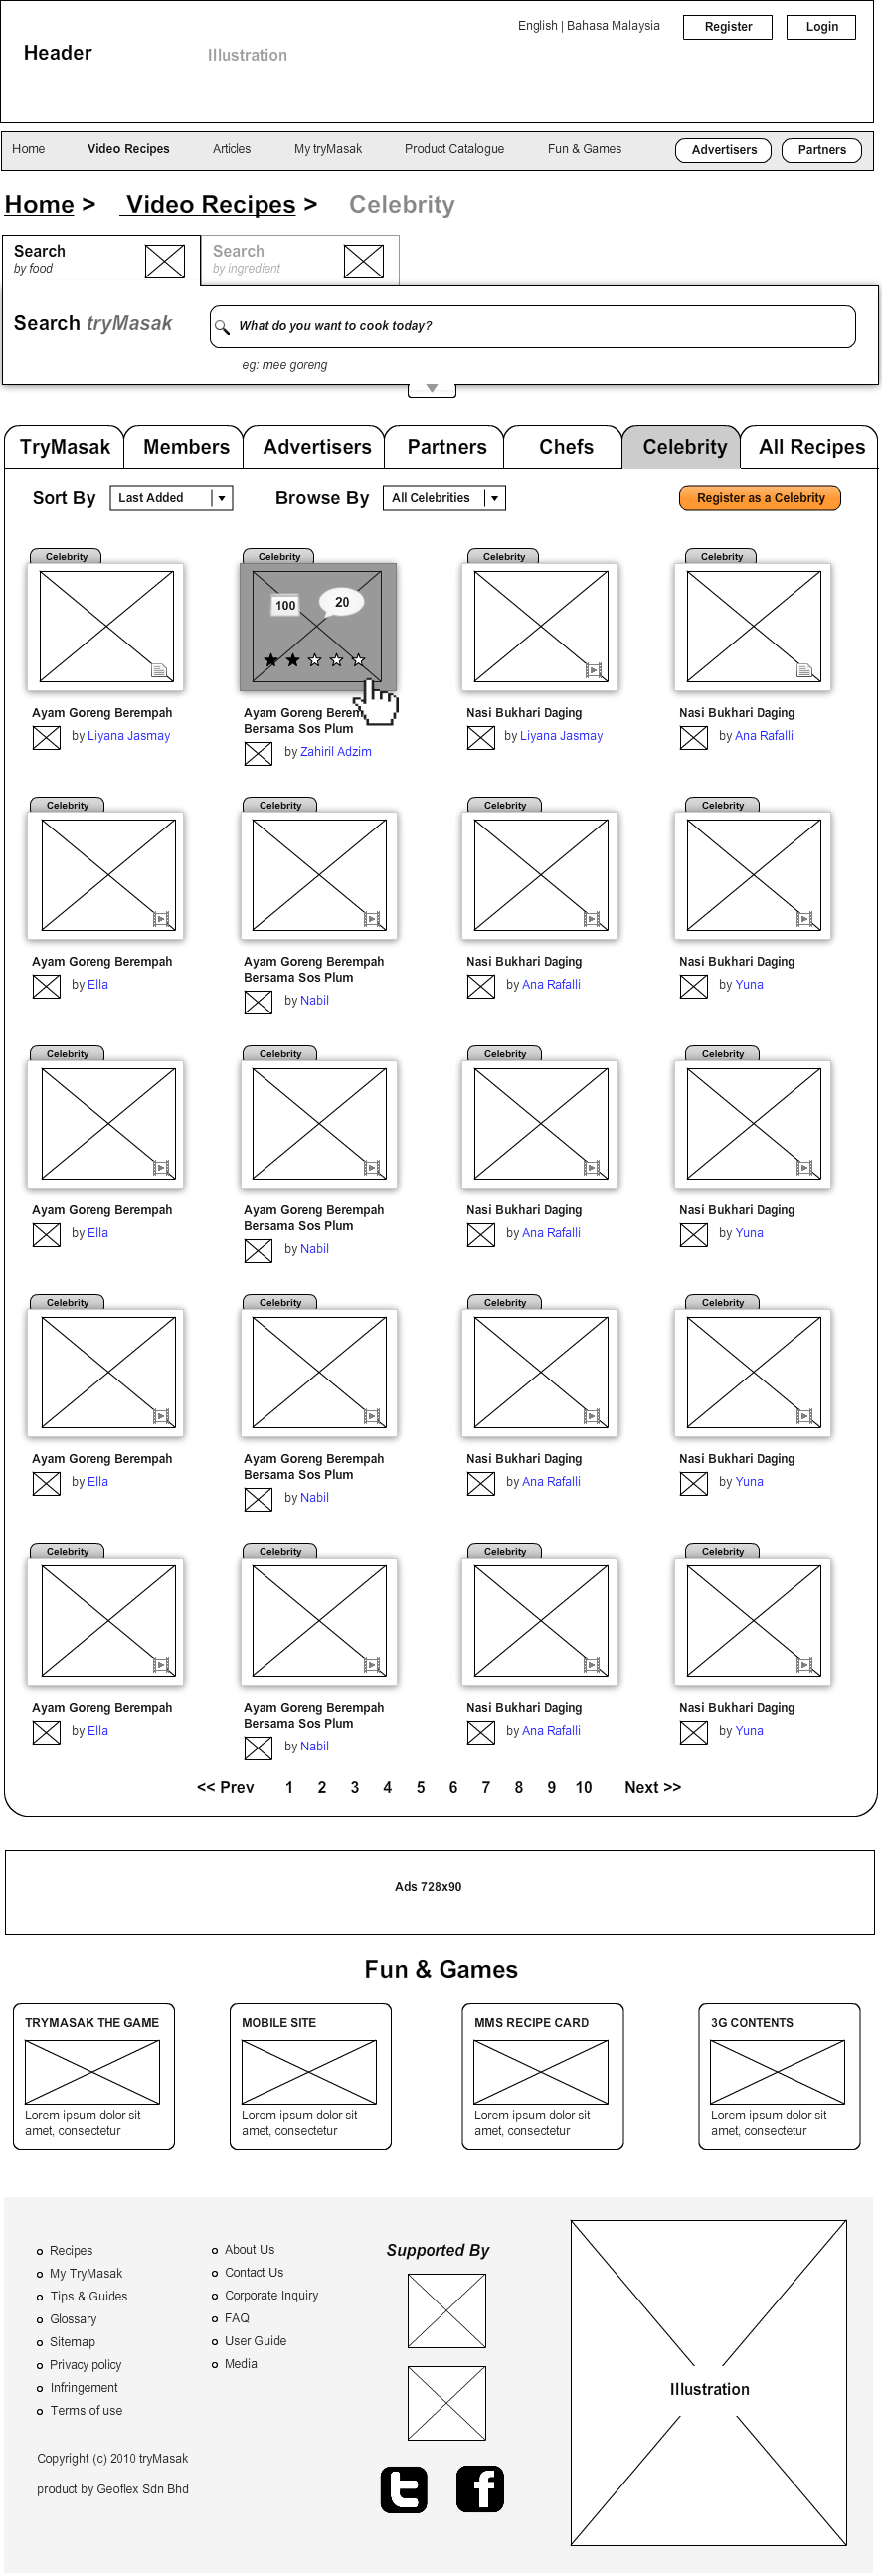 English | Bahasa Malaysia
Register
Login
Header
Illustration
Home
Video Recipes
Articles
My tryMasak
Product Catalogue
Fun & Games
Advertisers
Partners
Home > Video Recipes > Celebrity
Search
by food
Search
by ingredient
Search tryMasak
What do you want to cook today?
eg: mee goreng
TryMasak
Members
Advertisers
Partners
Chefs
Celebrity
All Recipes
Sort By
Last Added
Browse By
All Celebrities
Register as a Celebrity
Celebrity
Ayam Goreng Berempah
by Liyana Jasmay
Celebrity
100
20
Ayam Goreng Berem
Bersama Sos Plum
by Zahiril Adzim
Celebrity
Nasi Bukhari Daging
by Liyana Jasmay
Celebrity
Nasi Bukhari Daging
by Ana Rafalli
Celebrity
Ayam Goreng Berempah
by Ella
Celebrity
Ayam Goreng Berempah
Bersama Sos Plum
by Nabil
Celebrity
Nasi Bukhari Daging
by Ana Rafalli
Celebrity
Nasi Bukhari Daging
by Yuna
Celebrity
Ayam Goreng Berempah
by Ella
Celebrity
Ayam Goreng Berempah
Bersama Sos Plum
by Nabil
Celebrity
Nasi Bukhari Daging
by Ana Rafalli
Celebrity
Nasi Bukhari Daging
by Yuna
Celebrity
Ayam Goreng Berempah
by Ella
Celebrity
Ayam Goreng Berempah
Bersama Sos Plum
by Nabil
Celebrity
Nasi Bukhari Daging
by Ana Rafalli
Celebrity
Nasi Bukhari Daging
by Yuna
Celebrity
Ayam Goreng Berempah
by Ella
Celebrity
Ayam Goreng Berempah
Bersama Sos Plum
by Nabil
Celebrity
Nasi Bukhari Daging
by Ana Rafalli
Celebrity
Nasi Bukhari Daging
by Yuna
<< Prev 1 2 3 4 5 6 7 8 9 10 Next >>
Ads 728x90
Fun & Games
TRYMASAK THE GAME
Lorem ipsum dolor sit
amet, consectetur
MOBILE SITE
Lorem ipsum dolor sit
amet, consectetur
MMS RECIPE CARD
Lorem ipsum dolor sit
amet, consectetur
3G CONTENTS
Lorem ipsum dolor sit
amet, consectetur
Recipes
My TryMasak
Tips & Guides
Glossary
Sitemap
Privacy policy
Infringement
Terms of use
About Us
Contact Us
Corporate Inquiry
FAQ
User Guide
Media
Supported By
Illustration
Copyright (c) 2010 tryMasak
product by Geoflex Sdn Bhd